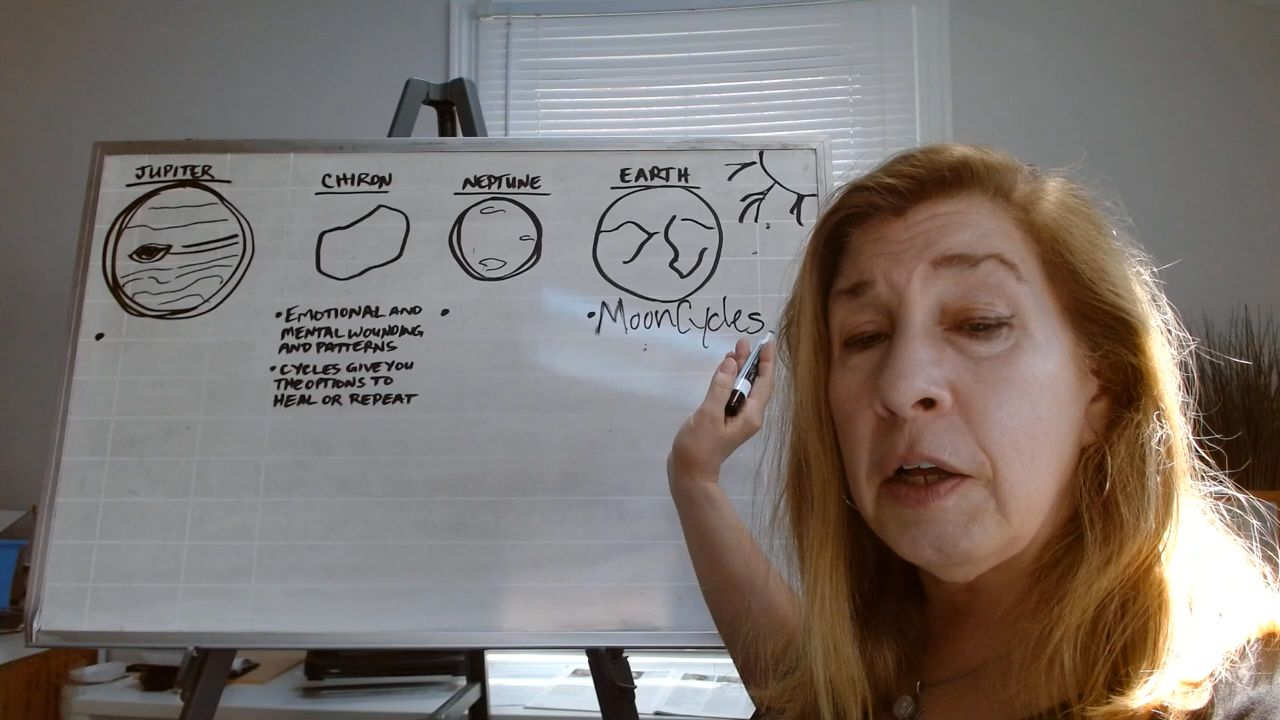 JUPITER
CHIRON
NEPTUNE
EARTH
•
• EMOTIONAL AND
MENTAL WOUNDING
AND PATTERNS
• CYCLES GIVE YOU
THE OPTIONS TO
HEAL OR REPEAT
•
• MoonCycles